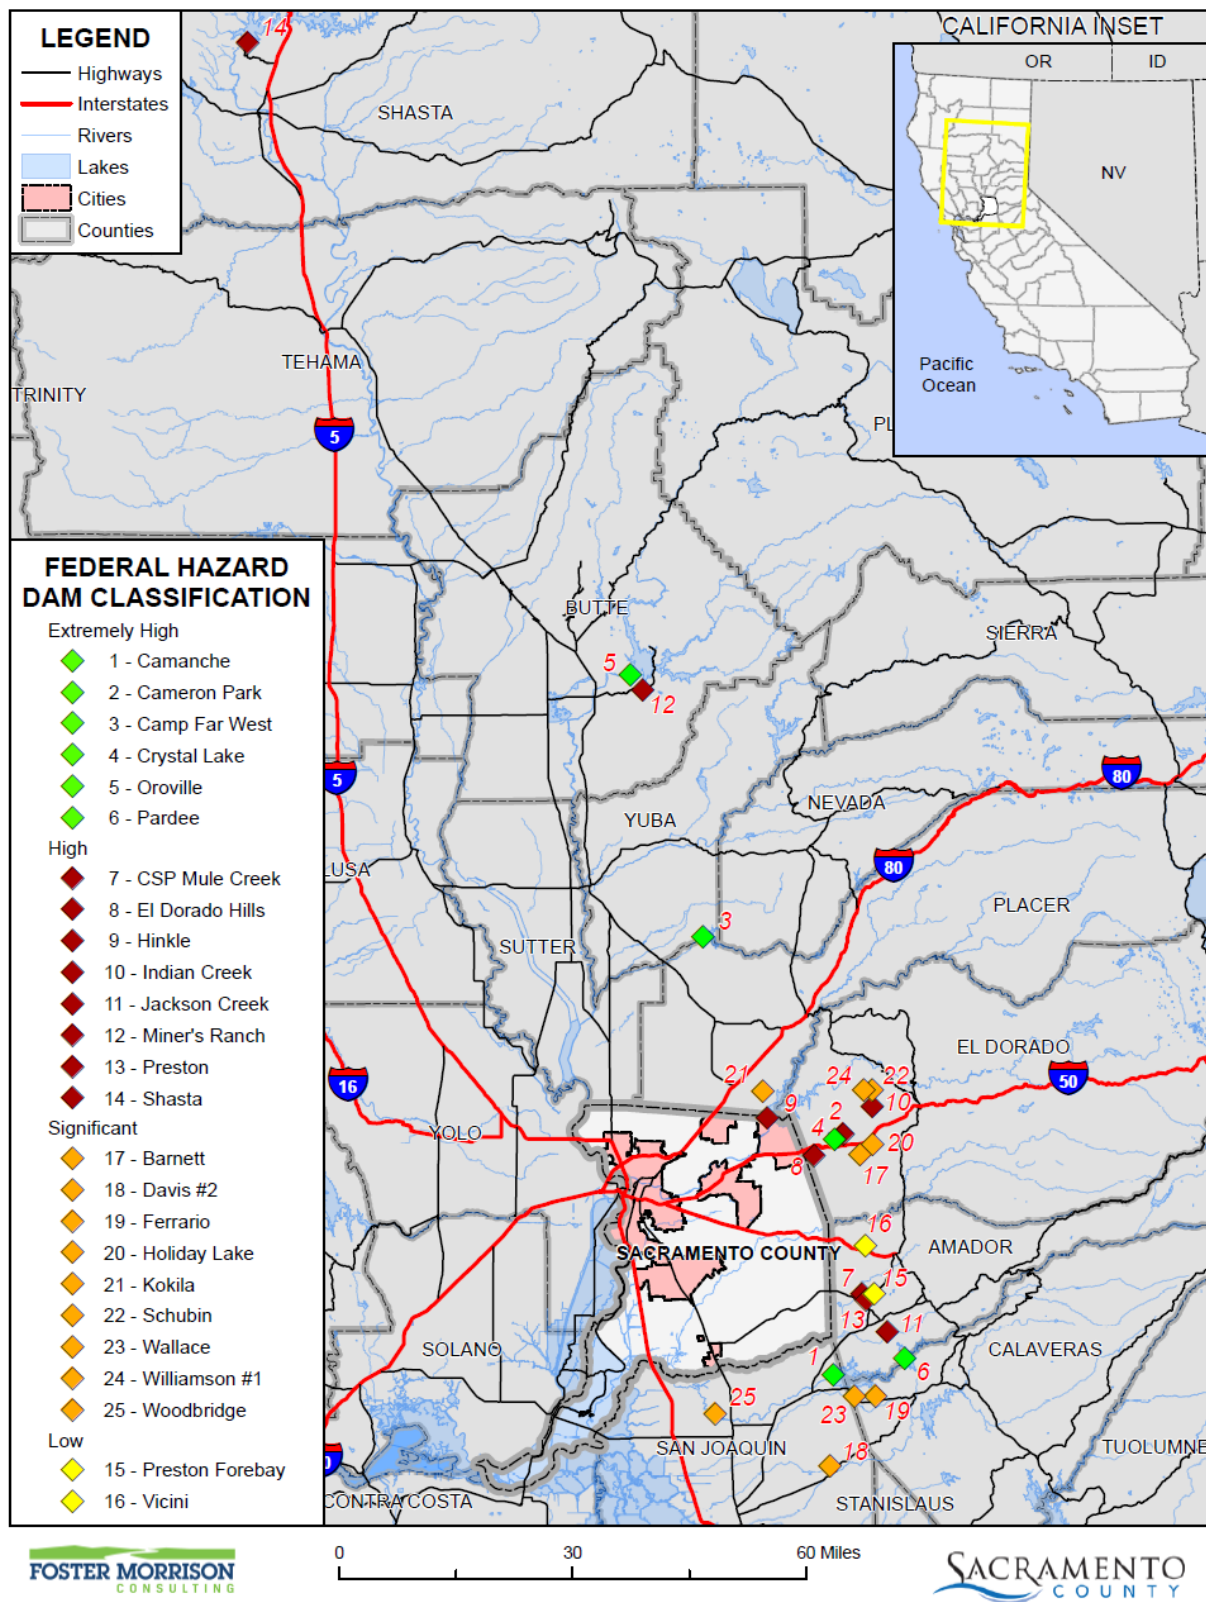 LEGEND
Highways
Interstates
Rivers
Lakes
Cities
Counties
CALIFORNIA INSET
OR
ID
NV
Pacific
Ocean
14
SHASTA
TEHAMA
TRINITY
5
PL
FEDERAL HAZARD
DAM CLASSIFICATION
Extremely High
1 - Camanche
2 - Cameron Park
3 - Camp Far West
4 - Crystal Lake
5 - Oroville
6 - Pardee
High
7 - CSP Mule Creek
8 - El Dorado Hills
9 - Hinkle
10 - Indian Creek
11 - Jackson Creek
12 - Miner's Ranch
13 - Preston
14 - Shasta
Significant
17 - Barnett
18 - Davis #2
19 - Ferrario
20 - Holiday Lake
21 - Kokila
22 - Schubin
23 - Wallace
24 - Williamson #1
25 - Woodbridge
Low
15 - Preston Forebay
16 - Vicini
BUTTE
SIERRA
5
12
5
80
NEVADA
YUBA
80
LUSA
PLACER
3
SUTTER
EL DORADO
50
16
21
24
22
9
10
2
4
YOLO
20
8
17
16
SACRAMENTO COUNTY
AMADOR
7
15
13
11
SOLANO
CALAVERAS
1
6
25
23
19
SAN JOAQUIN
18
TUOLUMNE
0
CONTRA COSTA
STANISLAUS
FOSTER MORRISON
CONSULTING
0
30
60 Miles
SACRAMENTO
COUNTY